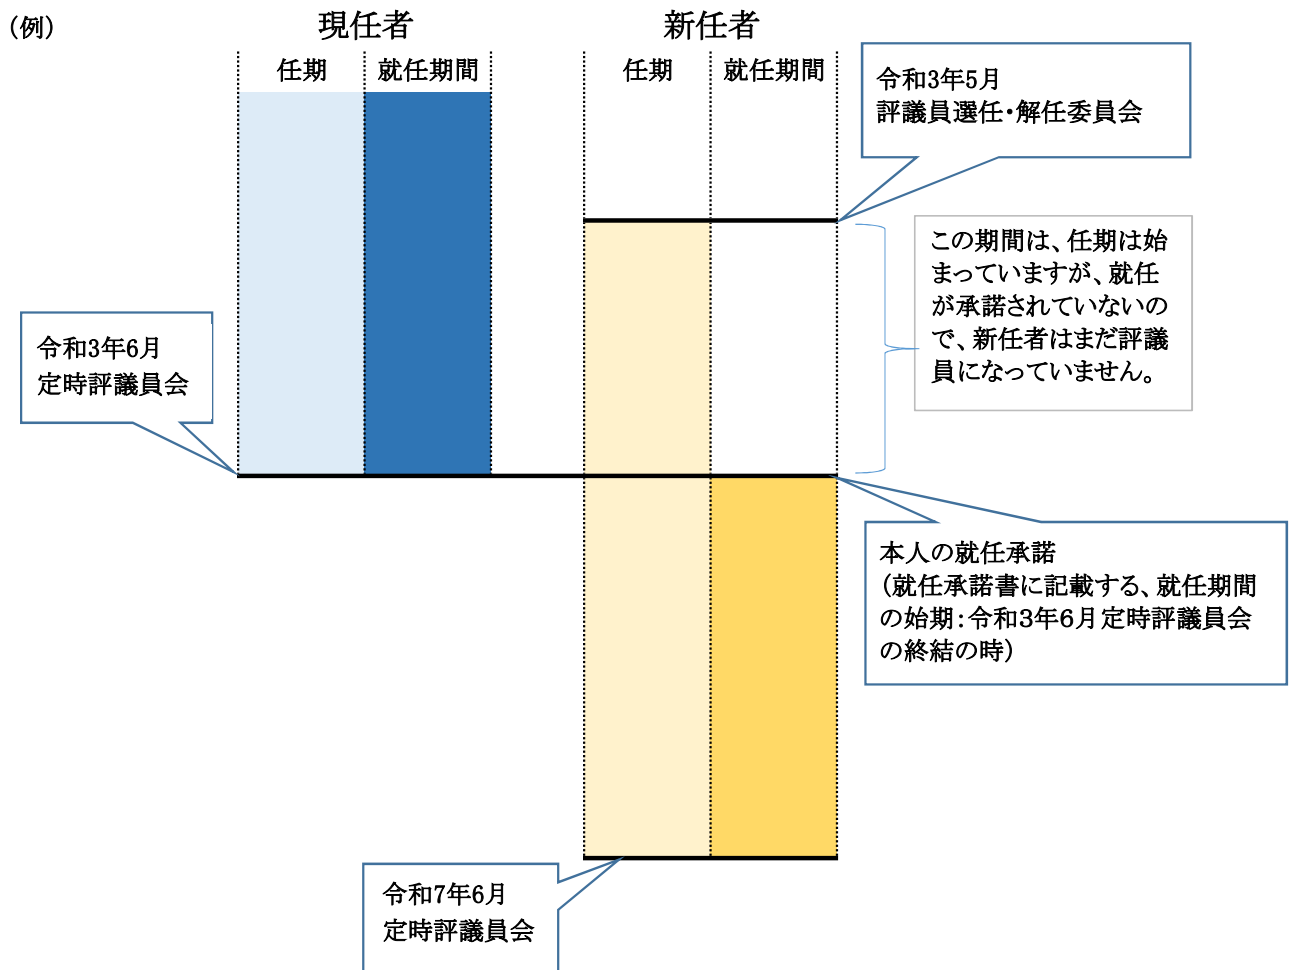 （例）
現任者
新任者
任期
就任期間
任期
就任期間
令和3年5月
評議員選任・解任委員会
この期間は、任期は始
まっていますが、就任
が承諾されていないの
で、新任者はまだ評議
員になっていません。
令和3年6月
定時評議員会
本人の就任承諾
（就任承諾書に記載する、就任期間
の始期：令和３年６月定時評議員会
の終結の時）
令和7年6月
定時評議員会